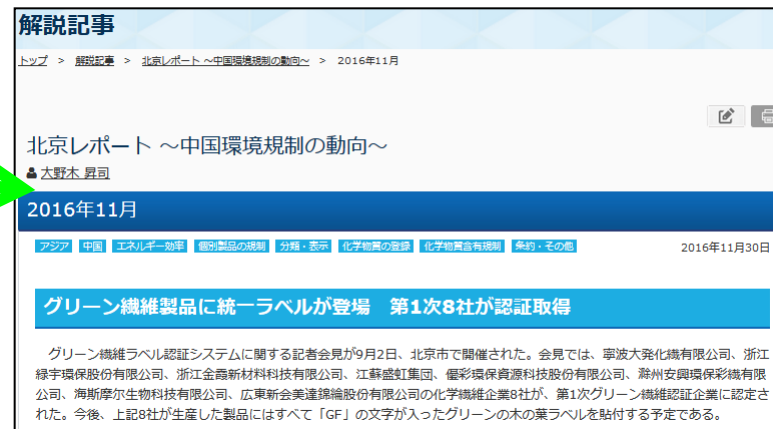 解説記事
トップ > 解説記事 > 北京レポート ～中国環境規制の動向～ > 2016年11月
北京レポート ～中国環境規制の動向～
大野木 昇司
2016年11月
アジア 中国 エネルギー効率 個別製品の規制 分類・表示 化学物質の登録 化学物質含有規制 条約・その他 2016年11月30日
グリーン繊維製品に統一ラベルが登場 第1次8社が認証取得
グリーン繊維ラベル認証システムに関する記者会見が9月2日、北京市で開催された。会見では、寧波大発化繊有限公司、浙江
緑宇環保股份有限公司、浙江金霞新材料科技有限公司、江蘇盛虹集団、優彩環保資源科技股份有限公司、滁州安興環保彩繊有限
公司、海斯摩尔生物科技有限公司、広東新会美達錦綸股份有限公司の化学繊維企業8社が、第1次グリーン繊維認証企業に認定さ
れた。今後、上記8社が生産した製品にはすべて「GF」の文字が入ったグリーンの木の葉ラベルを貼付する予定である。